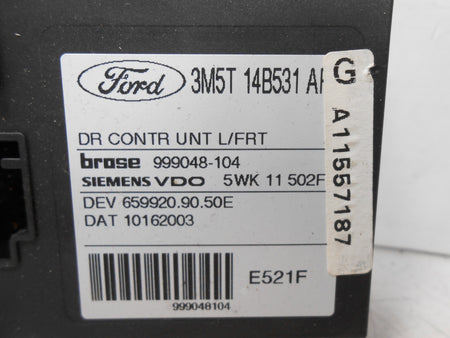 Ford 3M5T 14B531 A
DR CONTR UNT L/FRT
brose 999048-104
SIEMENS VDO 5WK 11 502F
DEV 659920.90.50E
DAT 10162003
E521F
999048104
G A11557187